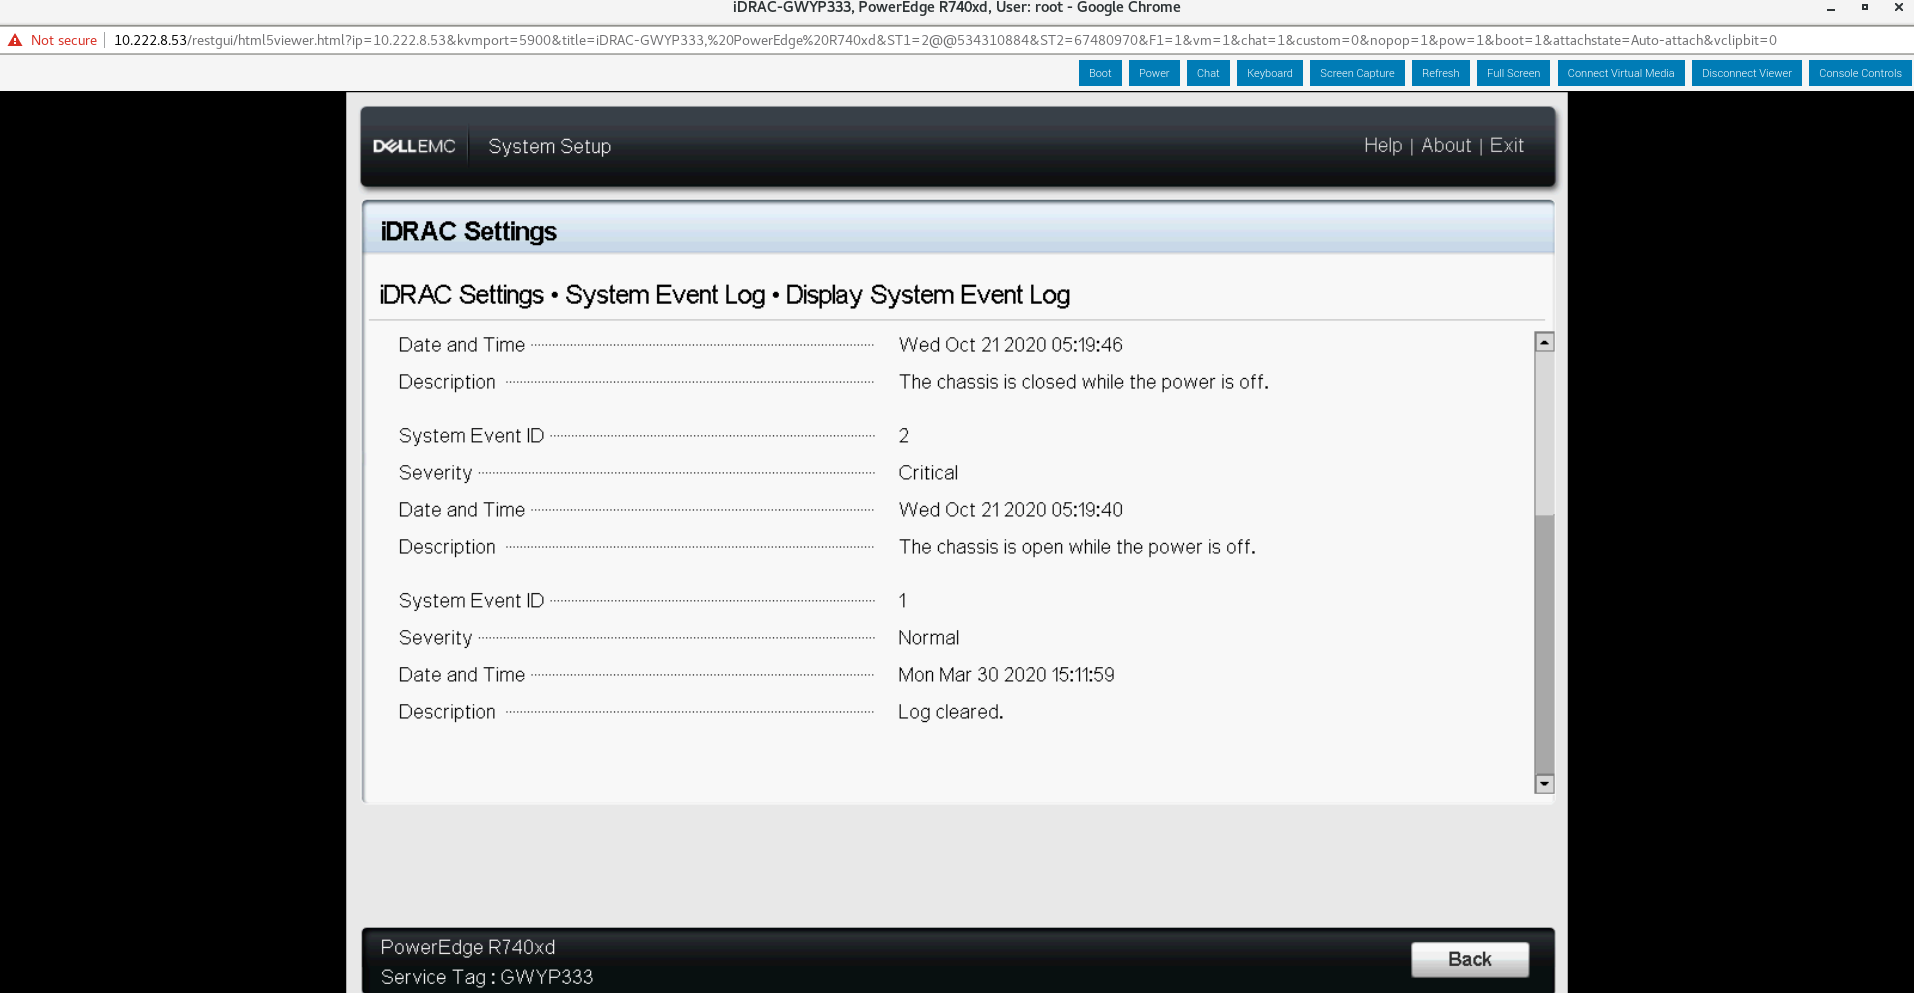 iDRAC-GWYP333, PowerEdge R740xd, User: root - Google Chrome
Not secure | 10.222.8.53/restgui/html5viewer.html?ip=10.222.8.53&kvmport=5900&title=iDRAC-GWYP333,%20PowerEdge%20R740xd&ST1=2@@534310884&ST2=67480970&F1=1&vm=1&chat=1&custom=0&nopop=1&pow=1&boot=1&attachstate=Auto-attach&vclipbit=0
Boot Power Chat Keyboard Screen Capture Refresh Full Screen Connect Virtual Media Disconnect Viewer Console Controls
DELLEMC System Setup Help | About | Exit
iDRAC Settings
iDRAC Settings • System Event Log • Display System Event Log
Date and Time Wed Oct 21 2020 05:19:46
Description The chassis is closed while the power is off.
System Event ID 2
Severity Critical
Date and Time Wed Oct 21 2020 05:19:40
Description The chassis is open while the power is off.
System Event ID 1
Severity Normal
Date and Time Mon Mar 30 2020 15:11:59
Description Log cleared.
PowerEdge R740xd
Service Tag : GWYP333
Back